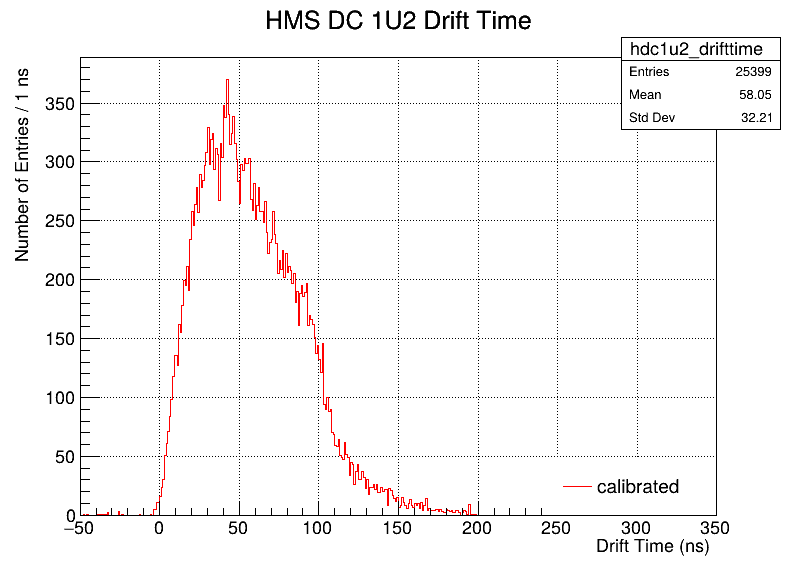 HMS DC 1U2 Drift Time
hdc1u2_drifttime
Entries 25399
Mean 58.05
Std Dev 32.21
Number of Entries / 1 ns
350
300
250
200
150
100
50
0
−50 0 50 100 150 200 250 300 350
calibrated
Drift Time (ns)